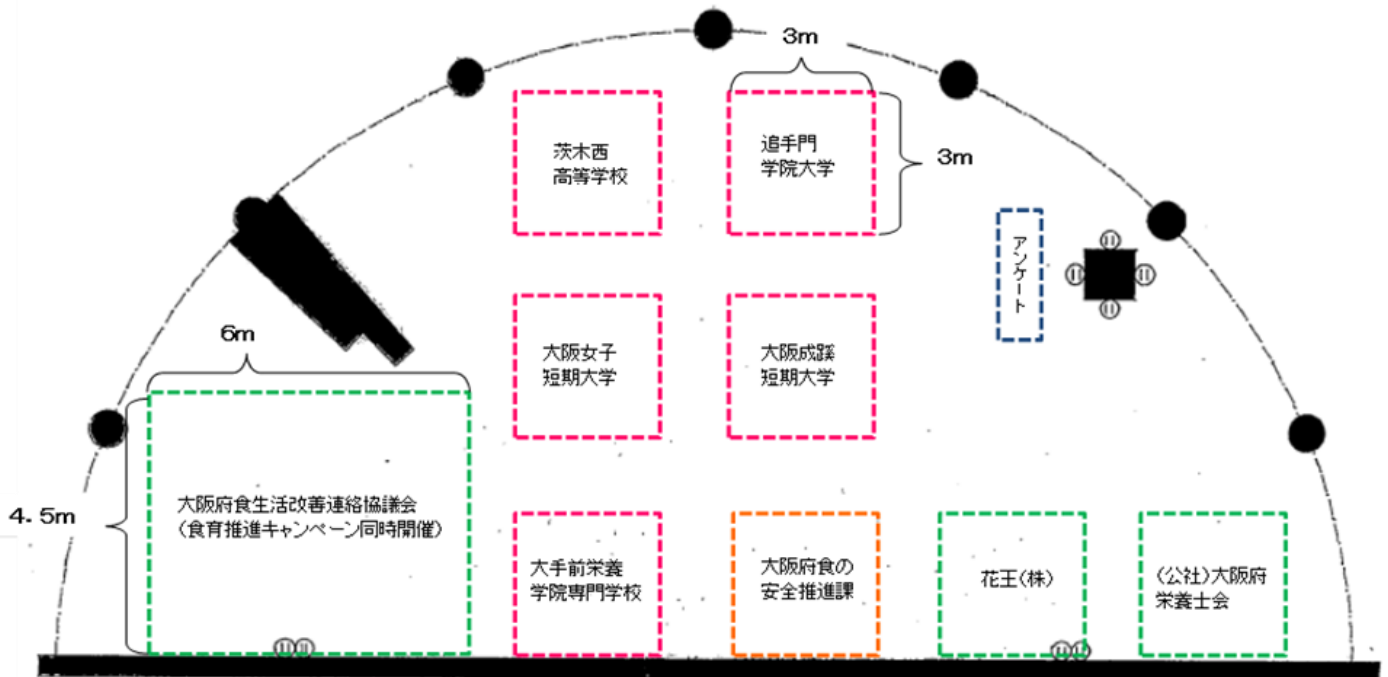 3m
茨木西
高等学校
追手門
学院大学
3m
アンケート
6m
大阪女子
短期大学
大阪成蹊
短期大学
4.5m
大阪府食生活改善連絡協議会
（食育推進キャンペーン同時開催）
大手前栄養
学院専門学校
大阪府食の
安全推進課
花王(株)
（公社）大阪府
栄養士会